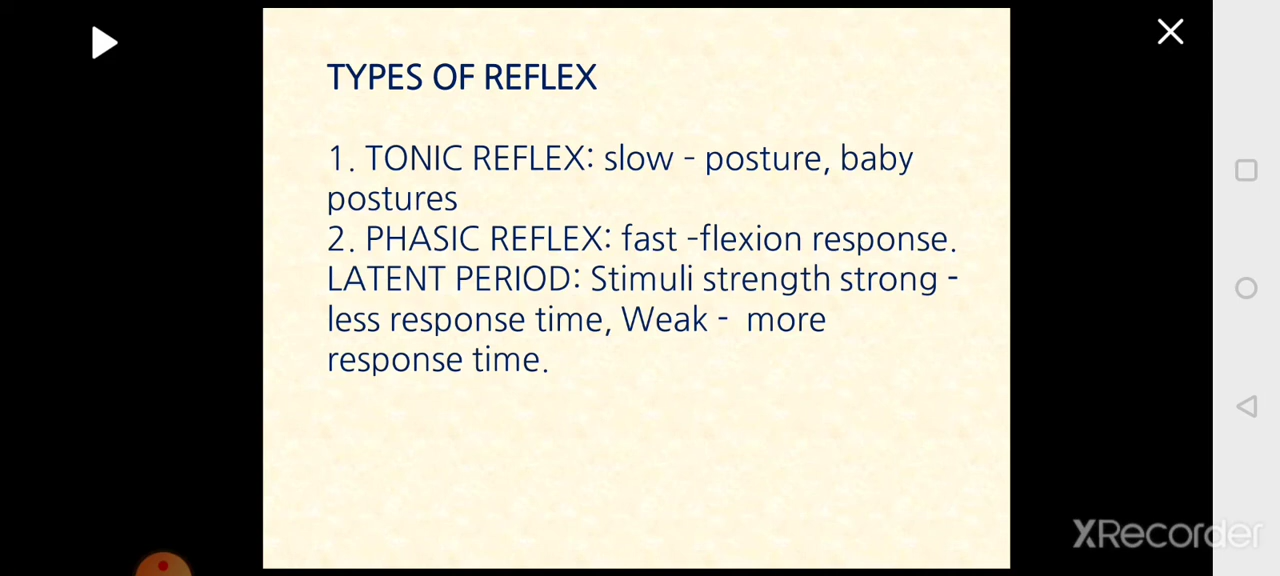 TYPES OF REFLEX
1. TONIC REFLEX: slow - posture, baby
postures
2. PHASIC REFLEX: fast -flexion response.
LATENT PERIOD: Stimuli strength strong -
less response time, Weak - more
response time.
XRecorder